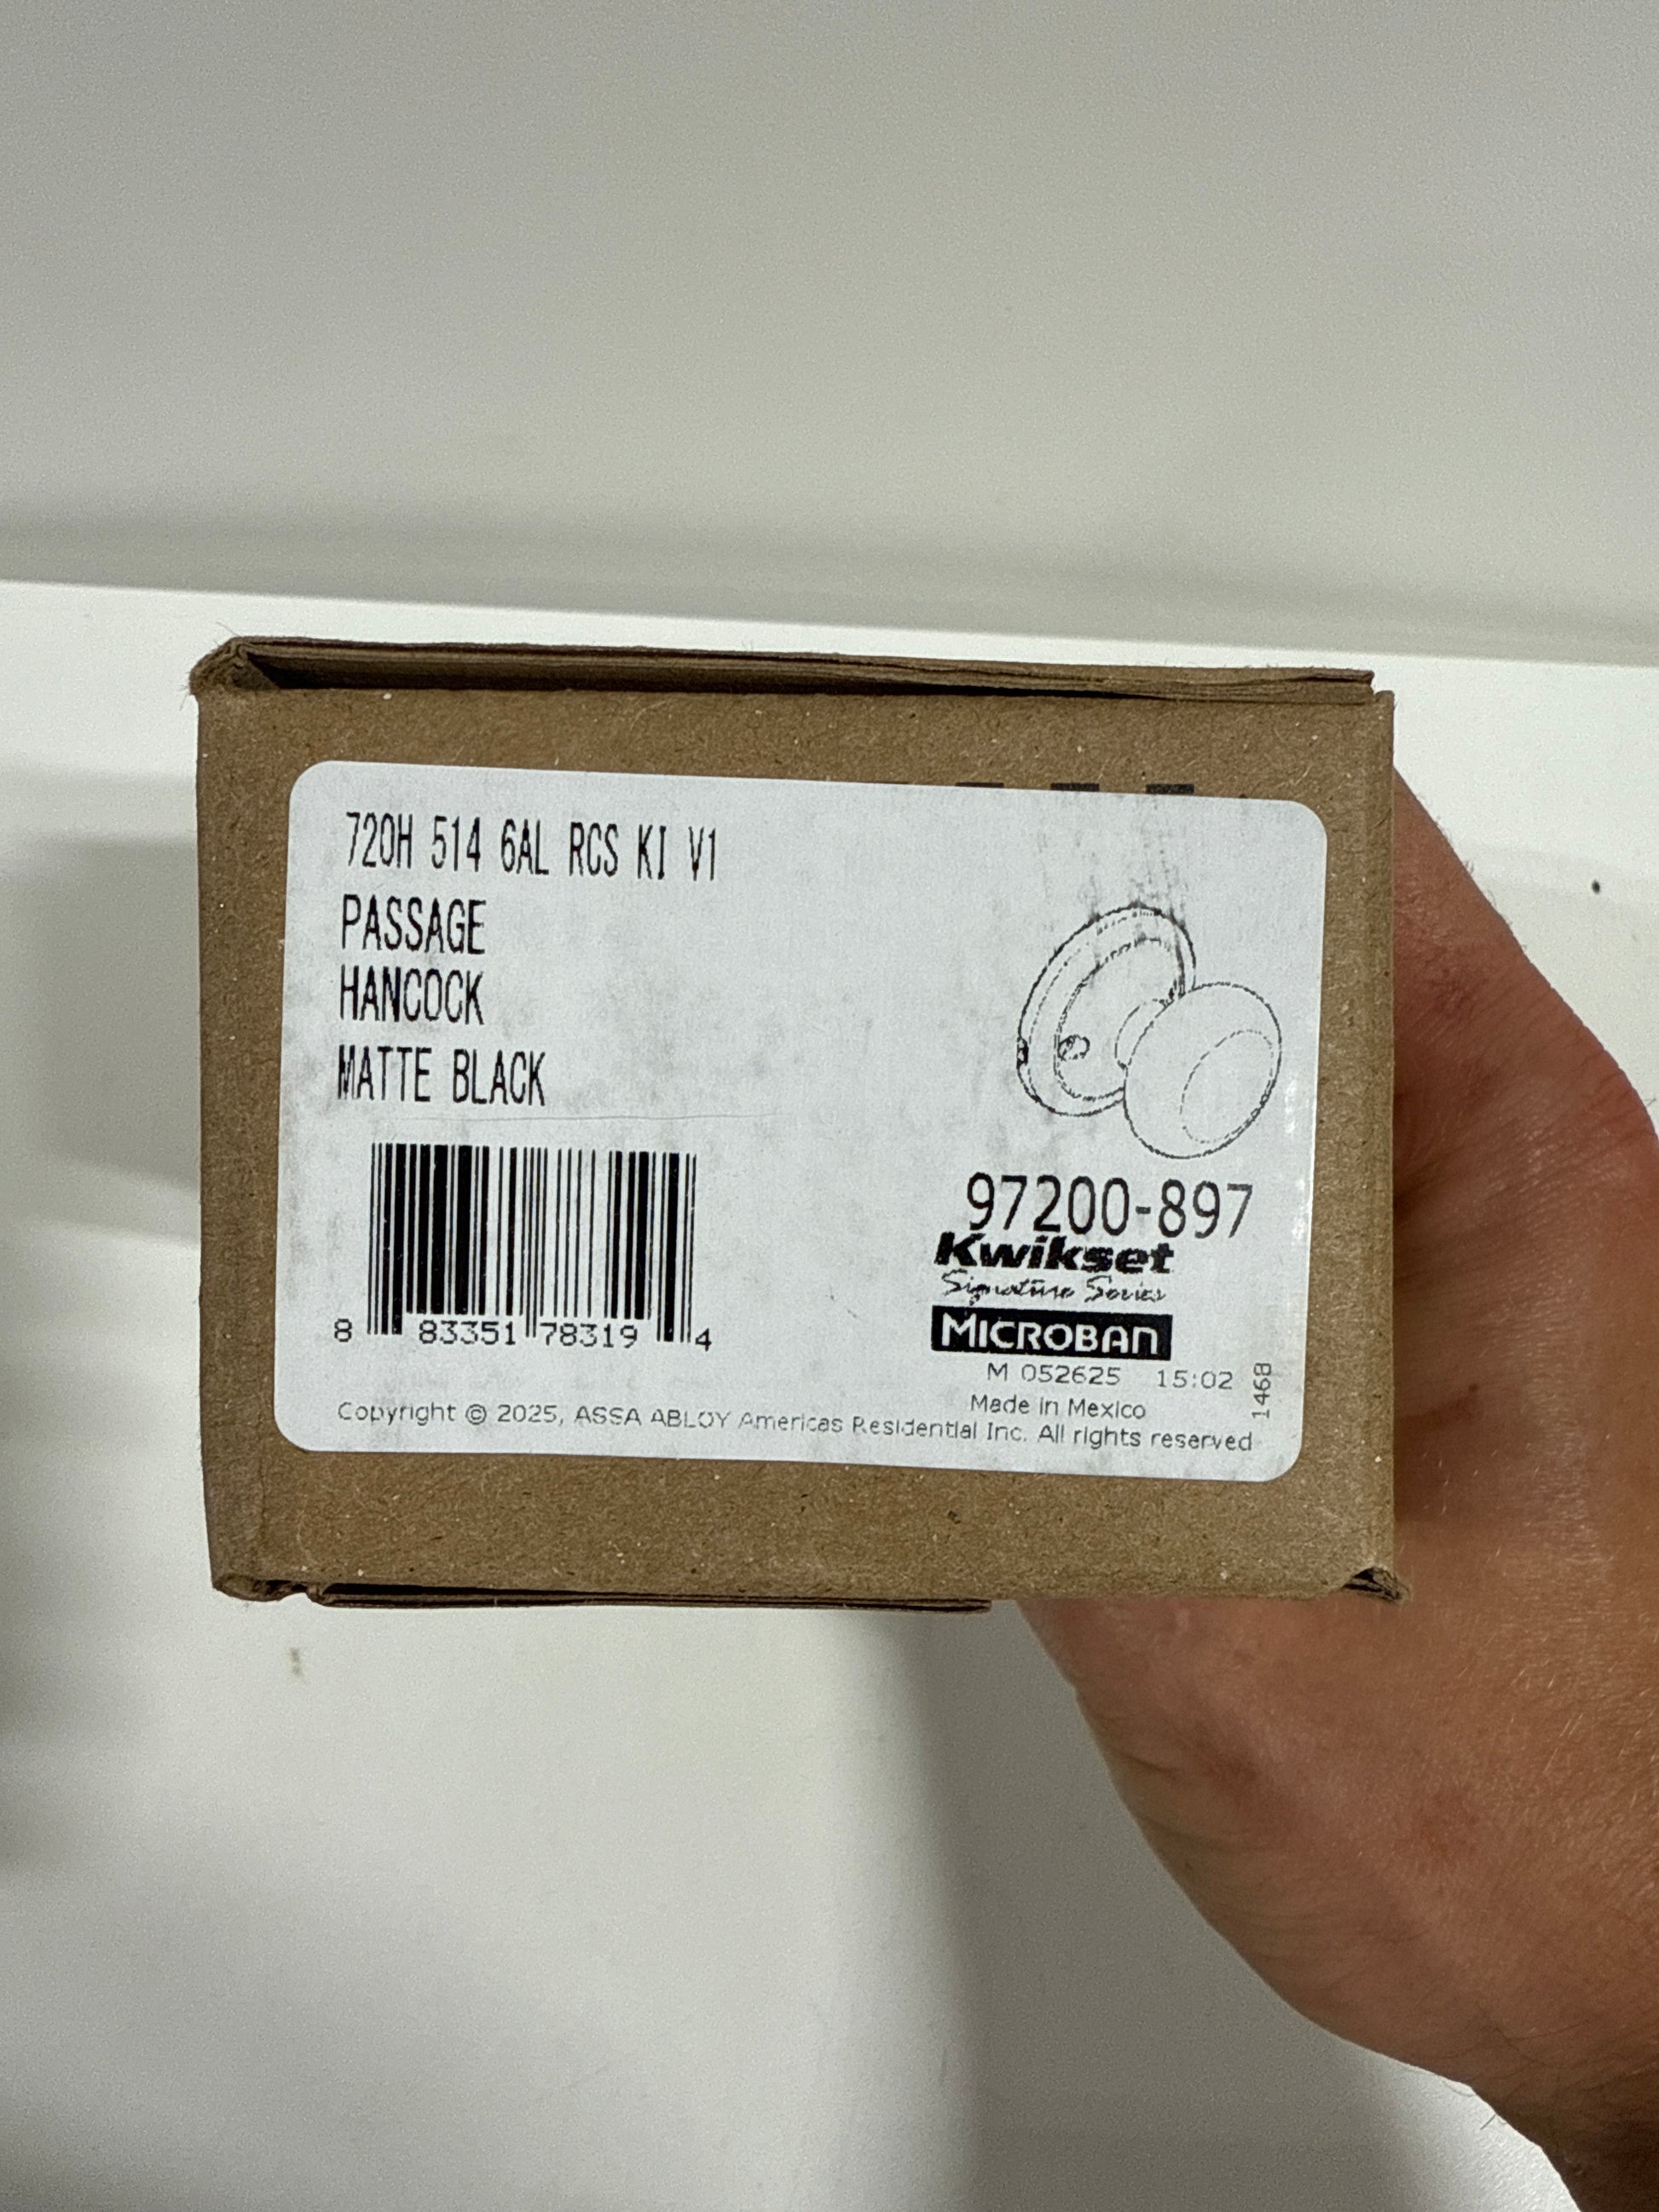 720H 514 6AL RCS KI V1
PASSAGE
HANCOCK
MATTE BLACK
8 83351 78319 4
97200-897
Kwikset
Signature Series
MICROBAN
M 052625 15:02
1468
Made in Mexico
Copyright © 2025, ASSA ABLOY Americas Residential Inc. All rights reserved